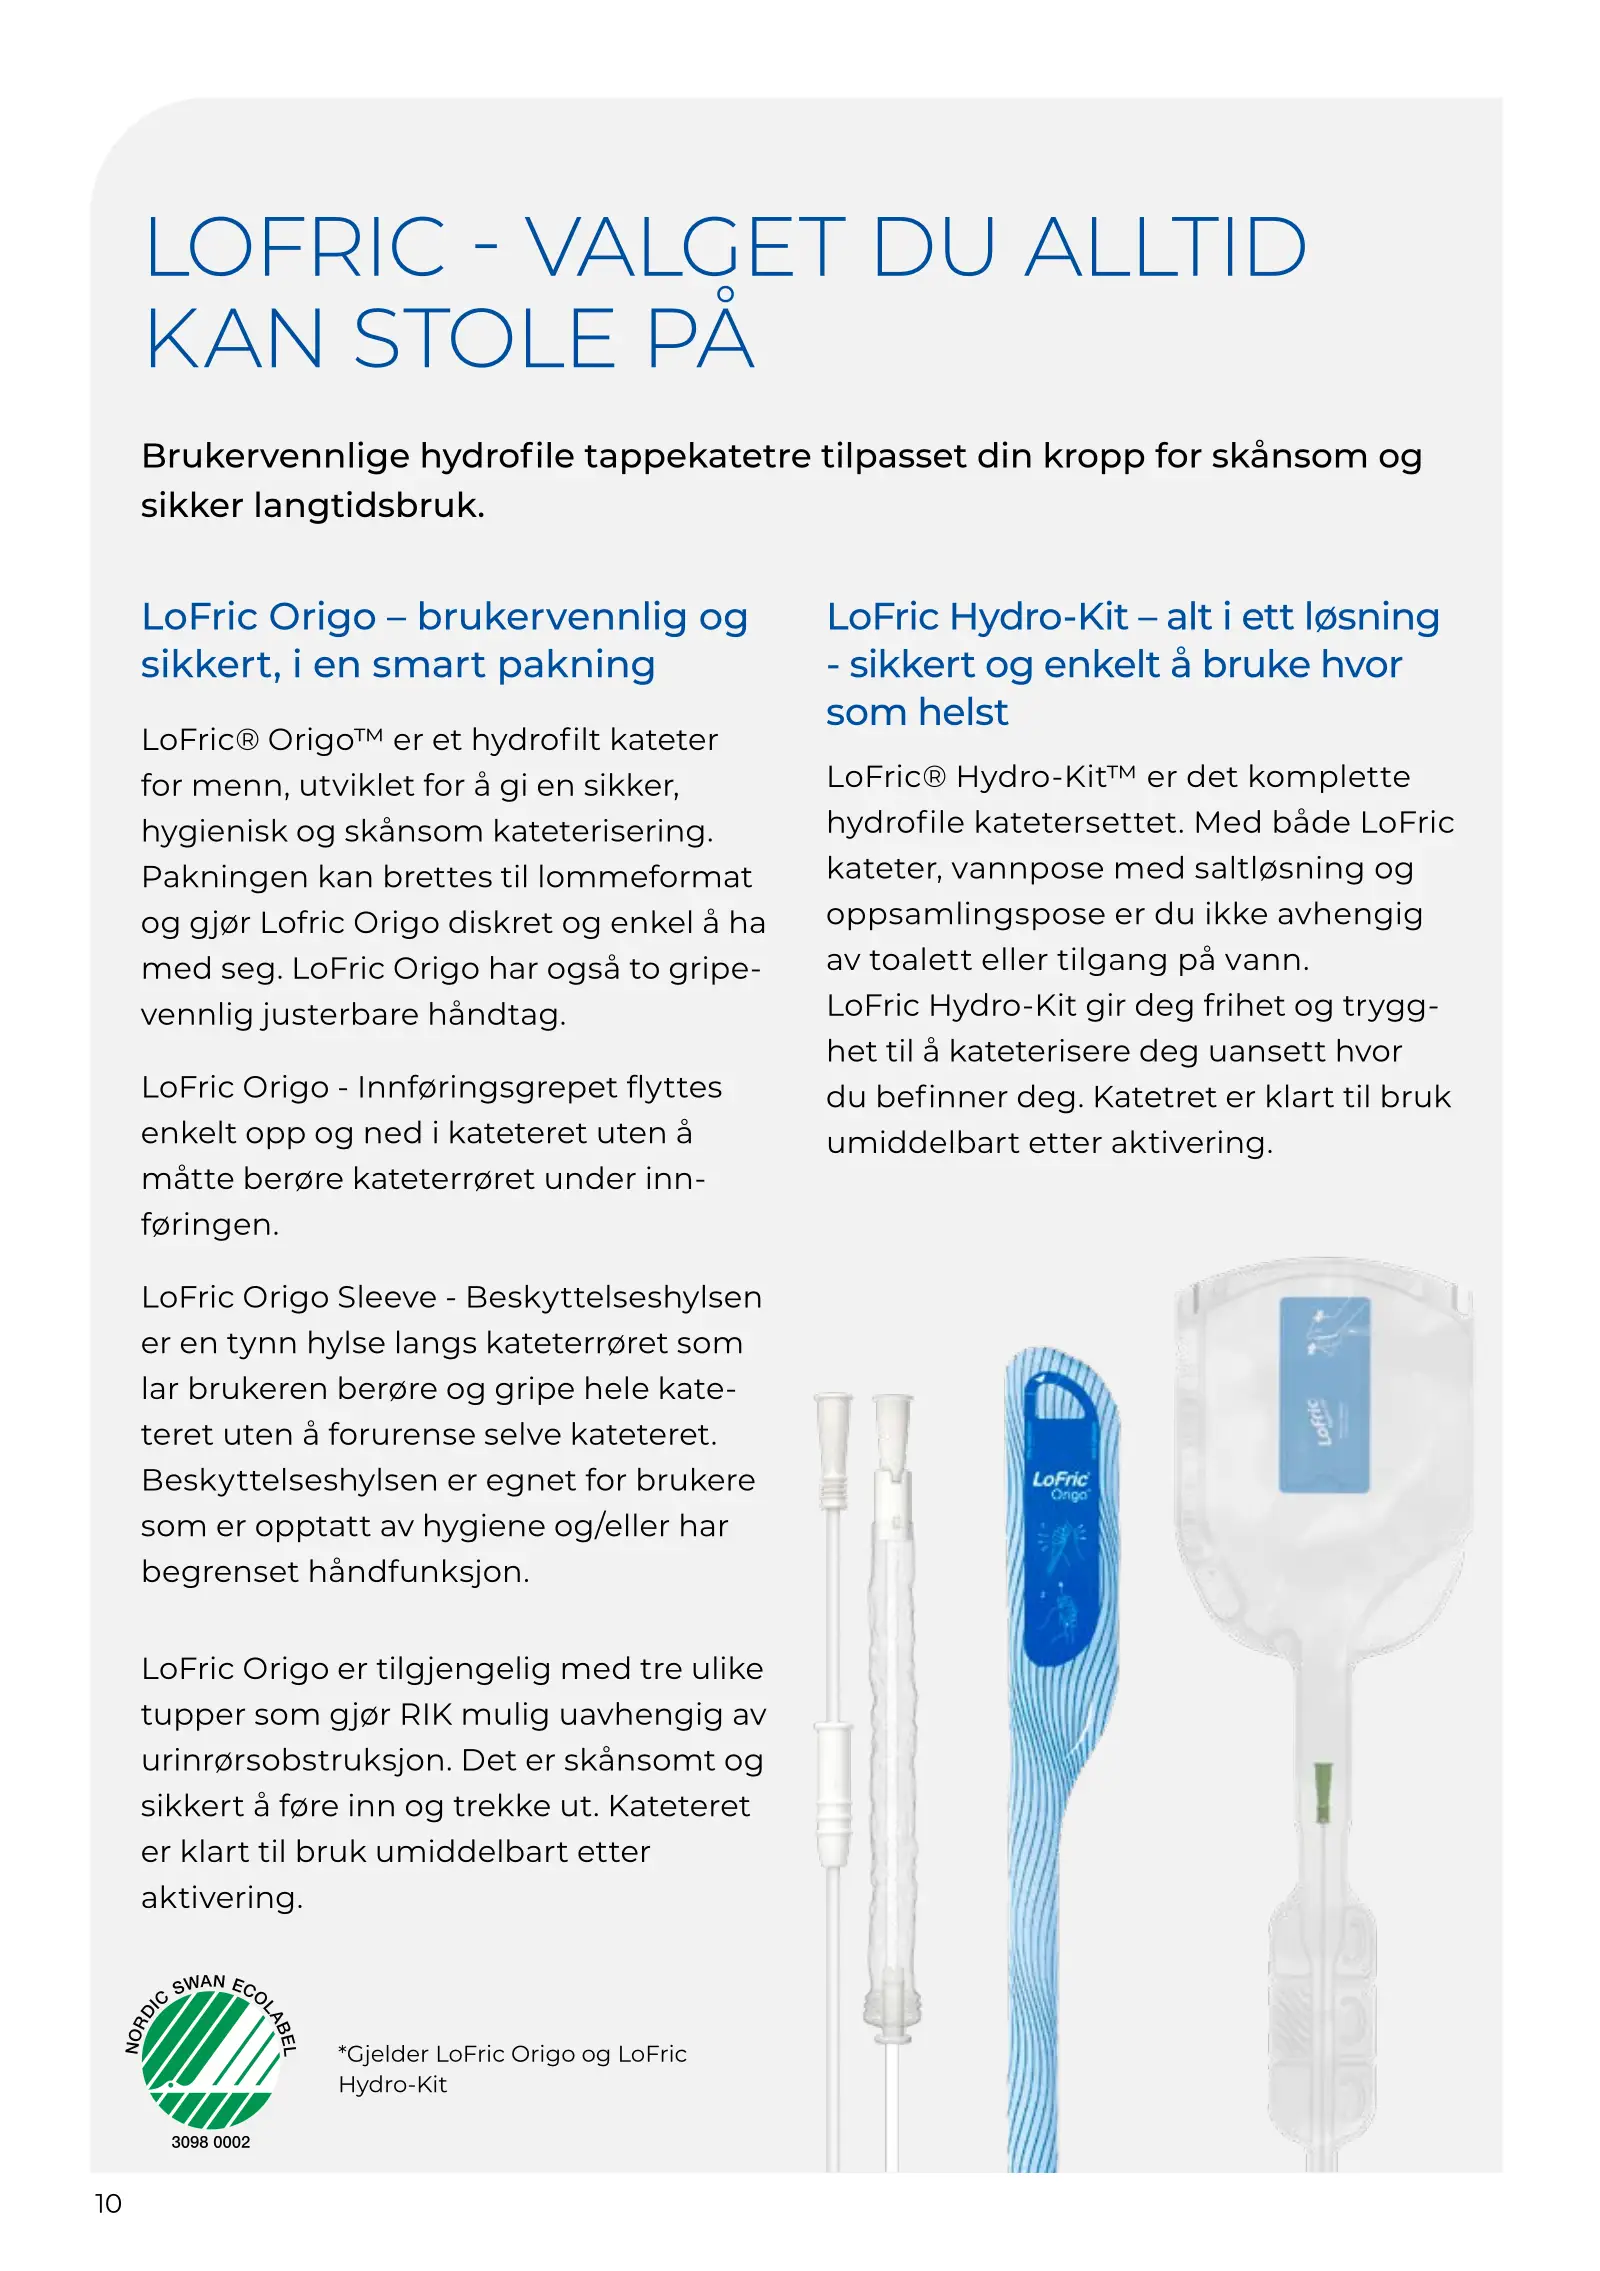 LOFRIC - VALGET DU ALLTID
KAN STOLE PÅ
Brukervennlige hydrofile tappekatetre tilpasset din kropp for skånsom og
sikker langtidsbruk.
LoFric Origo – brukervennlig og
sikkert, i en smart pakning
LoFric® Origo™ er et hydrofilt kateter
for menn, utviklet for å gi en sikker,
hygienisk og skånsom kateterisering.
Pakningen kan brettes til lommeformat
og gjør Lofric Origo diskret og enkel å ha
med seg. LoFric Origo har også to gripe-
vennlig justerbare håndtag.
LoFric Origo - Innføringsgrepet flyttes
enkelt opp og ned i kateteret uten å
måtte berøre kateterrøret under inn-
føringen.
LoFric Origo Sleeve - Beskyttelseshylsen
er en tynn hylse langs kateterrøret som
lar brukeren berøre og gripe hele kate-
teret uten å forurense selve kateteret.
Beskyttelseshylsen er egnet for brukere
som er opptatt av hygiene og/eller har
begrenset håndfunksjon.
LoFric Origo er tilgjengelig med tre ulike
tupper som gjør RIK mulig uavhengig av
urinrørsobstruksjon. Det er skånsomt og
sikkert å føre inn og trekke ut. Kateteret
er klart til bruk umiddelbart etter
aktivering.
LoFric Hydro-Kit – alt i ett løsning
- sikkert og enkelt å bruke hvor
som helst
LoFric® Hydro-Kit™ er det komplette
hydrofile katetersettet. Med både LoFric
kateter, vannpose med saltløsning og
oppsamlingspose er du ikke avhengig
av toalett eller tilgang på vann.
LoFric Hydro-Kit gir deg frihet og trygg-
het til å kateterisere deg uansett hvor
du befinner deg. Katetret er klart til bruk
umiddelbart etter aktivering.
LoFric
Origo
LoFric
NORDIC SWAN ECOLABEL
3098 0002
*Gjelder LoFric Origo og LoFric
Hydro-Kit
10